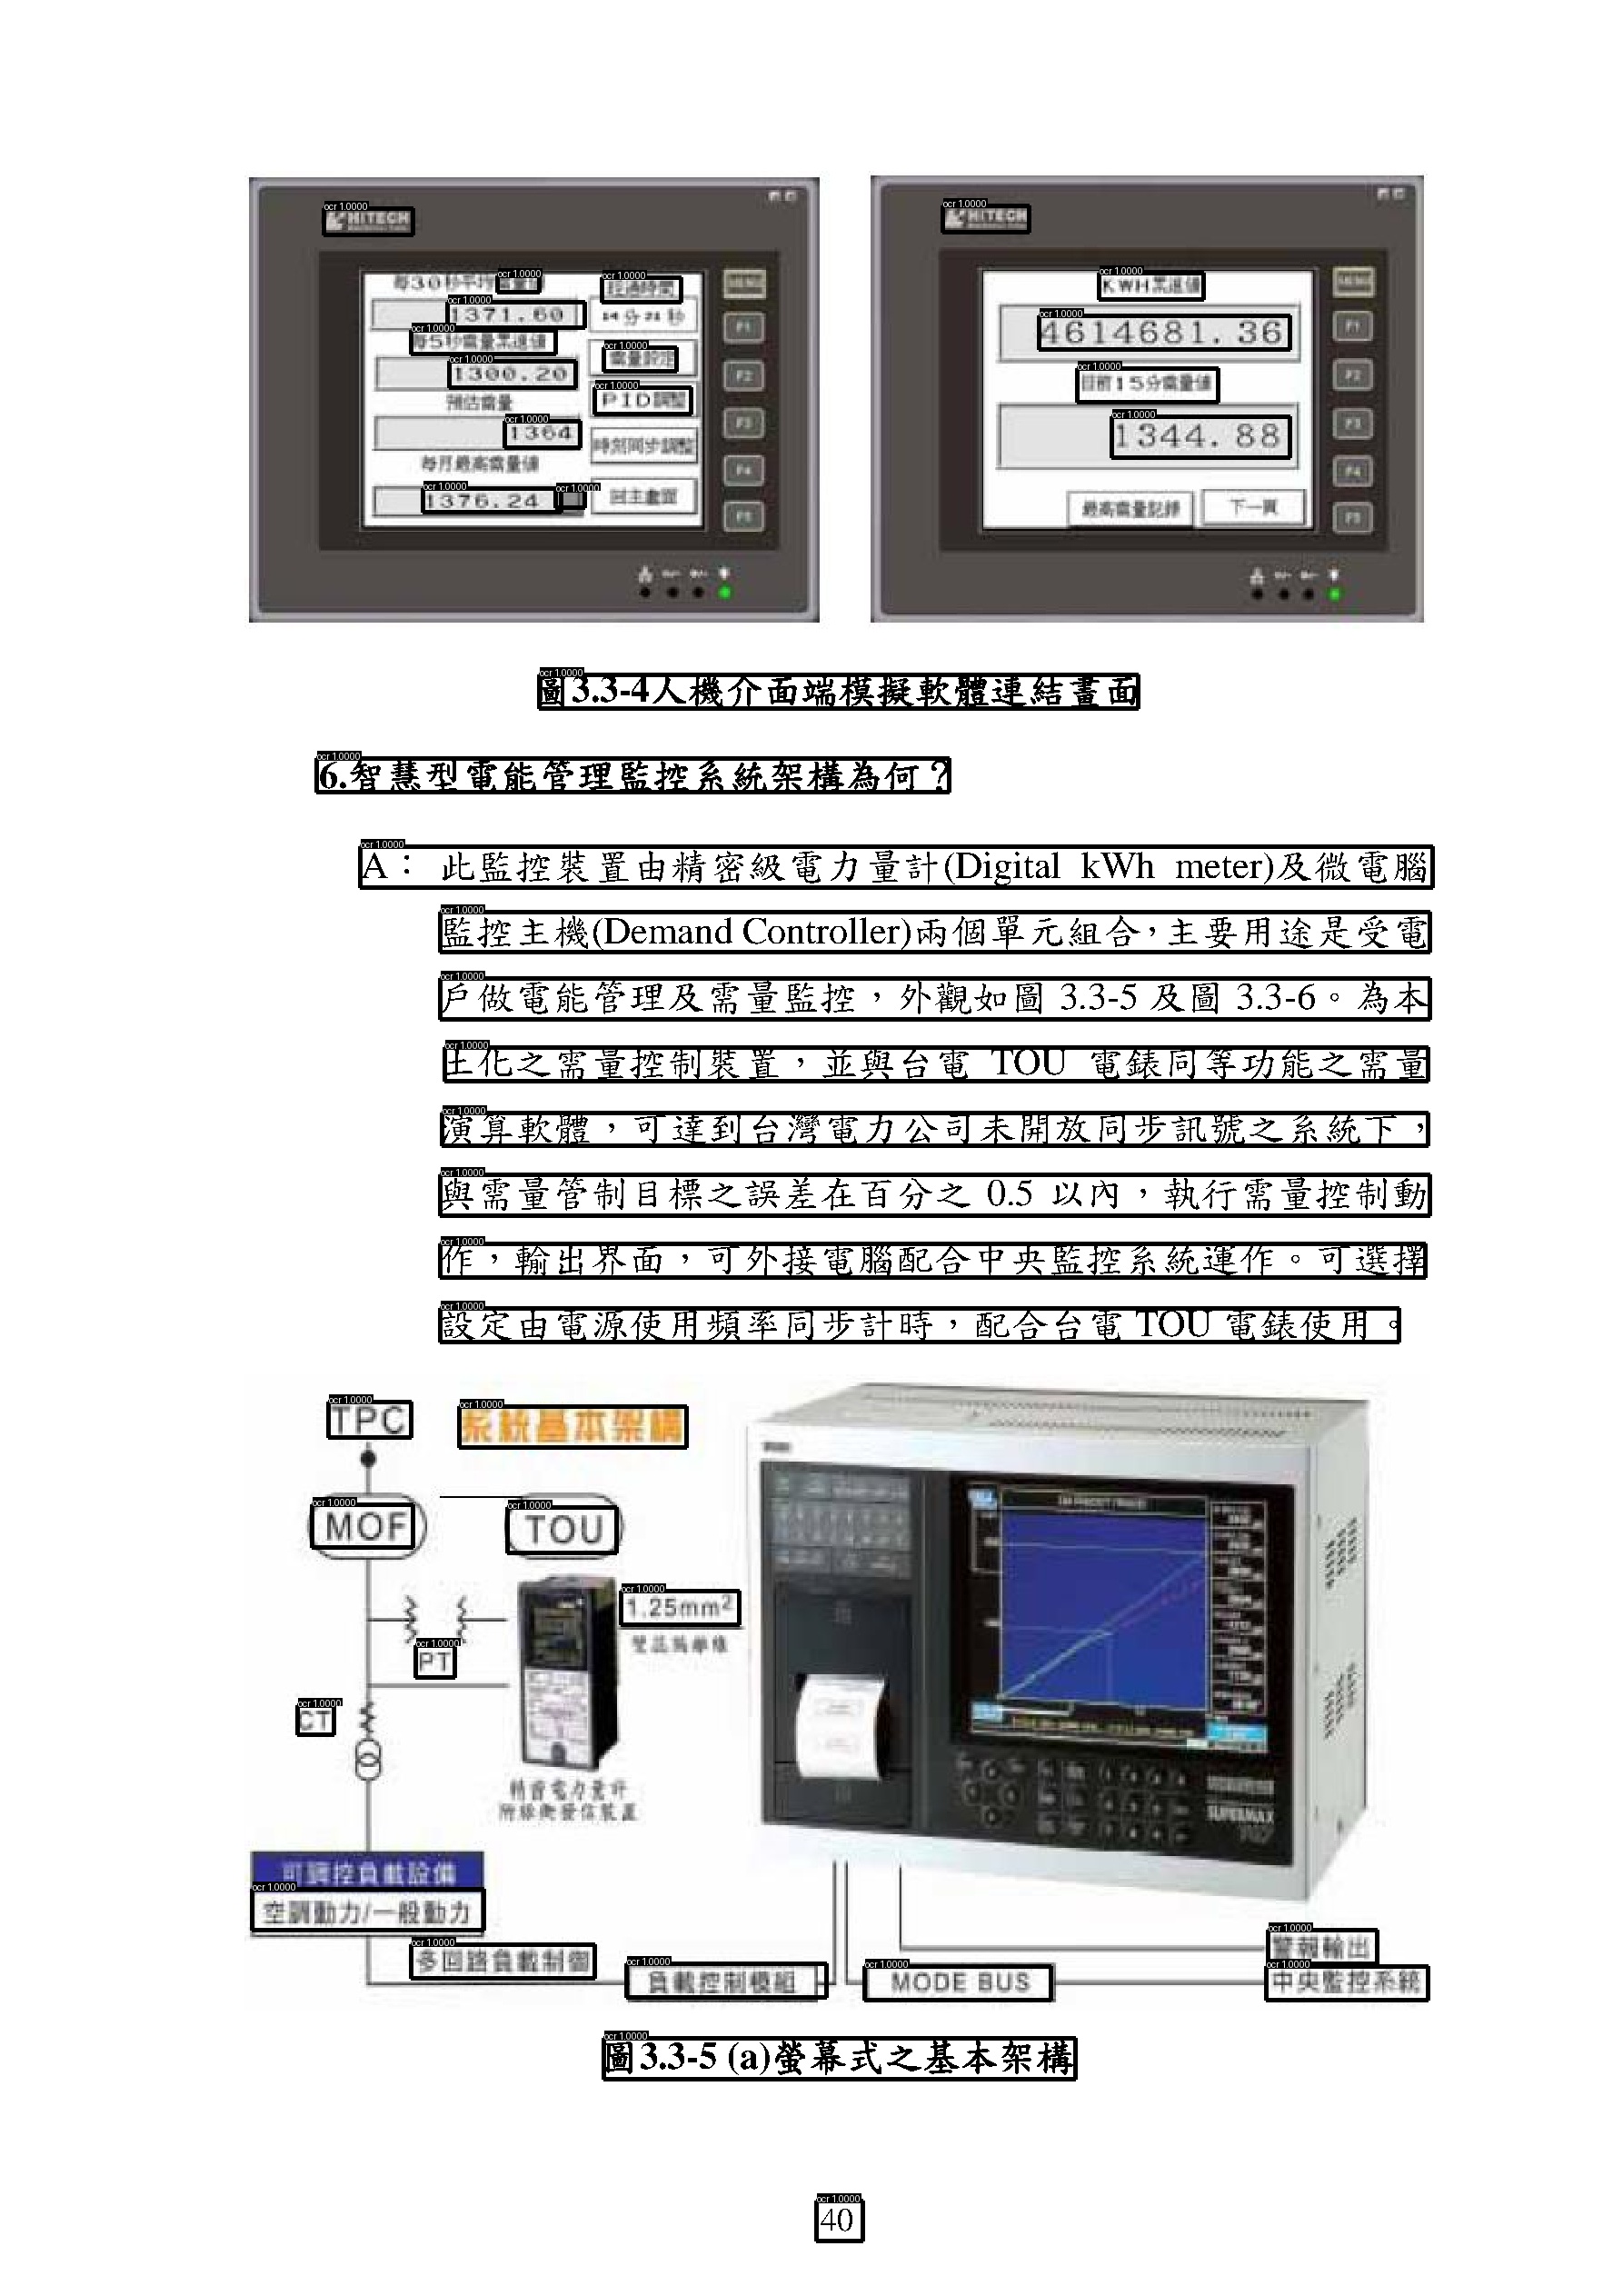 HITECH
每30秒平均需量值
經過時間
1371.60
24分21秒
每5秒需量累進值
1300.20
需量設定
預估需量
PID調整
1364
時刻同步調整
每月最高需量值
1376.24
回主畫面
MENU
F1
F2
F3
F4
F5
HITECH
KWH累進值
4614681.36
目前15分需量值
1344.88
最高需量記錄
下一頁
MENU
F1
F2
F3
F4
F5
圖3.3-4人機介面端模擬軟體連結畫面
6.智慧型電能管理監控系統架構為何？
A： 此監控裝置由精密級電力量計(Digital kWh meter)及微電腦
監控主機(Demand Controller)兩個單元組合，主要用途是受電
戶做電能管理及需量監控，外觀如圖 3.3-5 及圖 3.3-6。為本
土化之需量控制裝置，並與台電 TOU 電錶同等功能之需量
演算軟體，可達到台灣電力公司未開放同步訊號之系統下，
與需量管制目標之誤差在百分之 0.5 以內，執行需量控制動
作，輸出界面，可外接電腦配合中央監控系統運作。可選擇
設定由電源使用頻率同步計時，配合台電 TOU 電錶使用。
TPC
系統基本架構
MOF
TOU
1.25mm²
PT
CT
精密電力量計
附脈衝發信裝置
SUPERMAX
可調控負載設備
空調動力/一般動力
多回路負載制御
負載控制模組
MODE BUS
警報輸出
中央監控系統
圖3.3-5 (a)螢幕式之基本架構
40